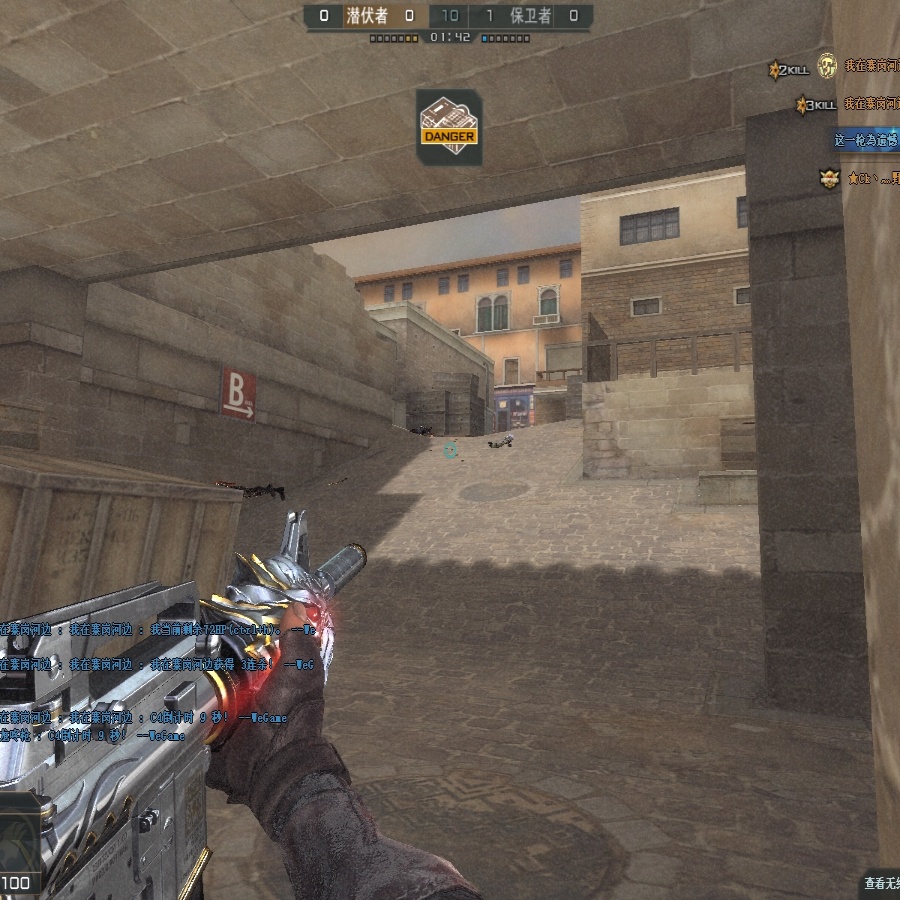 0 潜伏者 0 10 1 保卫者 0
01:42
DANGER
2KILL 我在寨岗河边
3KILL 我在寨岗河边
这一枪為遺憾
B
在寨岗河边 : 我在寨岗河边 : 我当前剩余72HP(ctrl+h)。 --We
在寨岗河边 : 我在寨岗河边 : 我在寨岗河边获得 3连杀! --WeG
在寨岗河边 : 我在寨岗河边 : C4倒计时 9 秒! --WeGame
: C4倒计时 9 秒! --WeGame
100
查看无线